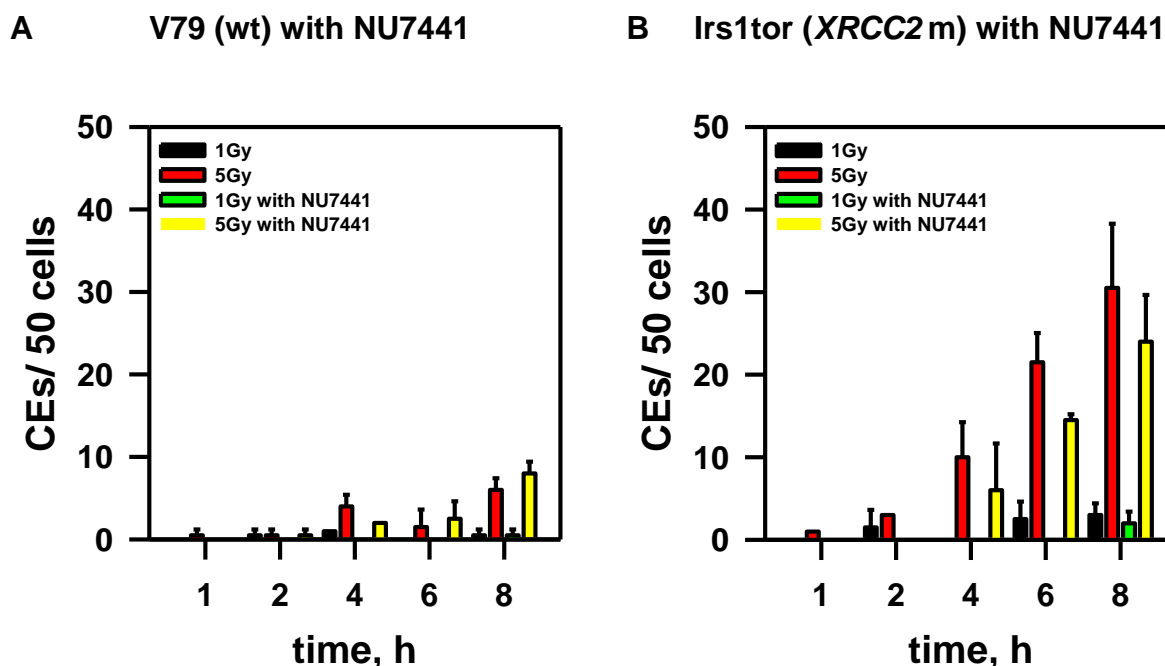 A V79 (wt) with NU7441
50
40
30
20
10
0
CEs/ 50 cells
1Gy
5Gy
1Gy with NU7441
5Gy with NU7441
1 2 4 6 8
time, h
B Irs1tor (XRCC2 m) with NU7441
50
40
30
20
10
0
CEs/ 50 cells
1Gy
5Gy
1Gy with NU7441
5Gy with NU7441
1 2 4 6 8
time, h